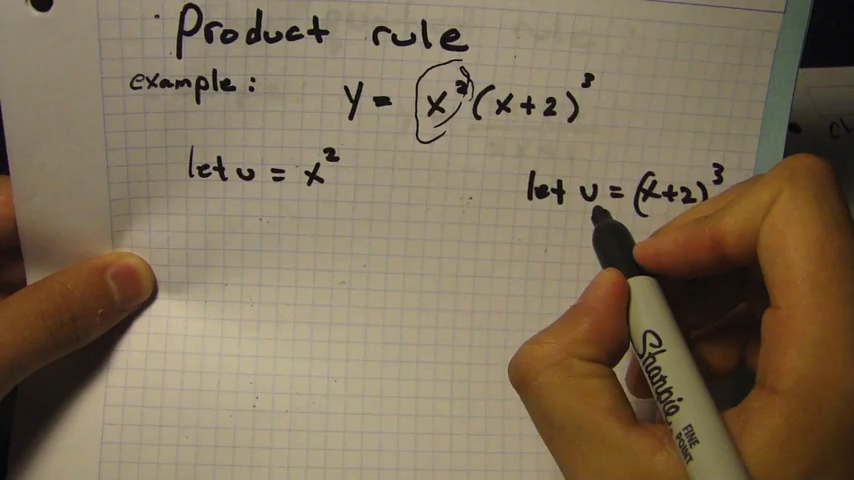 Product rule
example: y = x²(x+2)³
let u = x²
let v = (x+2)³
Sharpie FINE POINT